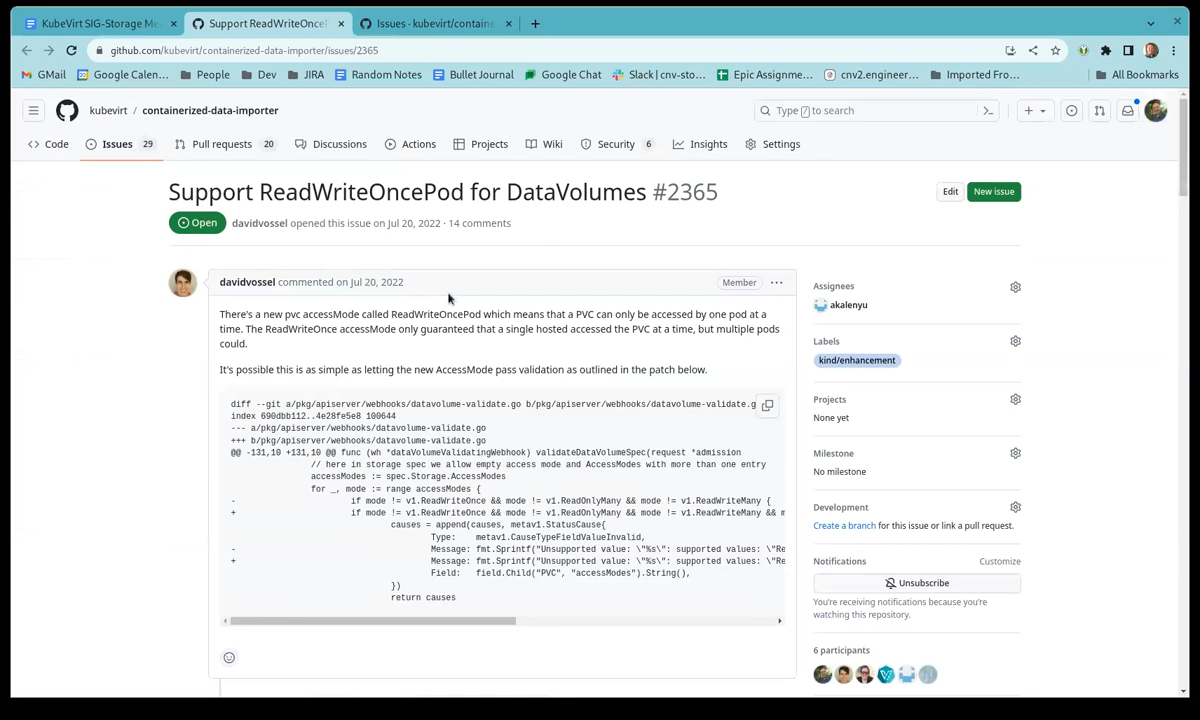 KubeVirt SIG-Storage Me
Support ReadWriteOnceP
Issues · kubevirt/containe
github.com/kubevirt/containerized-data-importer/issues/2365
GMail
Google Calen...
People
Dev
JIRA
Random Notes
Bullet Journal
Google Chat
Slack | cnv-sto...
Epic Assignme...
cnv2.engineer...
Imported Fro...
All Bookmarks
kubevirt / containerized-data-importer
Type / to search
Code
Issues 29
Pull requests 20
Discussions
Actions
Projects
Wiki
Security 6
Insights
Settings
Support ReadWriteOncePod for DataVolumes #2365
Edit
New issue
Open
davidvossel opened this issue on Jul 20, 2022 · 14 comments
davidvossel commented on Jul 20, 2022
Member
There's a new pvc accessMode called ReadWriteOncePod which means that a PVC can only be accessed by one pod at a
time. The ReadWriteOnce accessMode only guaranteed that a single hosted accessed the PVC at a time, but multiple pods
could.
It's possible this is as simple as letting the new AccessMode pass validation as outlined in the patch below.
diff --git a/pkg/apiserver/webhooks/datavolume-validate.go b/pkg/apiserver/webhooks/datavolume-validate.g
index 690dbb112..4e28fe5e8 100644
--- a/pkg/apiserver/webhooks/datavolume-validate.go
+++ b/pkg/apiserver/webhooks/datavolume-validate.go
@@ -131,10 +131,10 @@ func (wh *dataVolumeValidatingWebhook) validateDataVolumeSpec(request *admission
// here in storage spec we allow empty access mode and AccessModes with more than one entry
accessModes := spec.Storage.AccessModes
for _, mode := range accessModes {
- if mode != v1.ReadWriteOnce && mode != v1.ReadOnlyMany && mode != v1.ReadWriteMany {
+ if mode != v1.ReadWriteOnce && mode != v1.ReadOnlyMany && mode != v1.ReadWriteMany && m
causes = append(causes, metav1.StatusCause{
Type: metav1.CauseTypeFieldValueInvalid,
- Message: fmt.Sprintf("Unsupported value: \"%s\": supported values: \"Re
+ Message: fmt.Sprintf("Unsupported value: \"%s\": supported values: \"Re
Field: field.Child("PVC", "accessModes").String(),
})
return causes
Assignees
akalenyu
Labels
kind/enhancement
Projects
None yet
Milestone
No milestone
Development
Create a branch for this issue or link a pull request.
Notifications
Customize
Unsubscribe
You're receiving notifications because you're
watching this repository.
6 participants